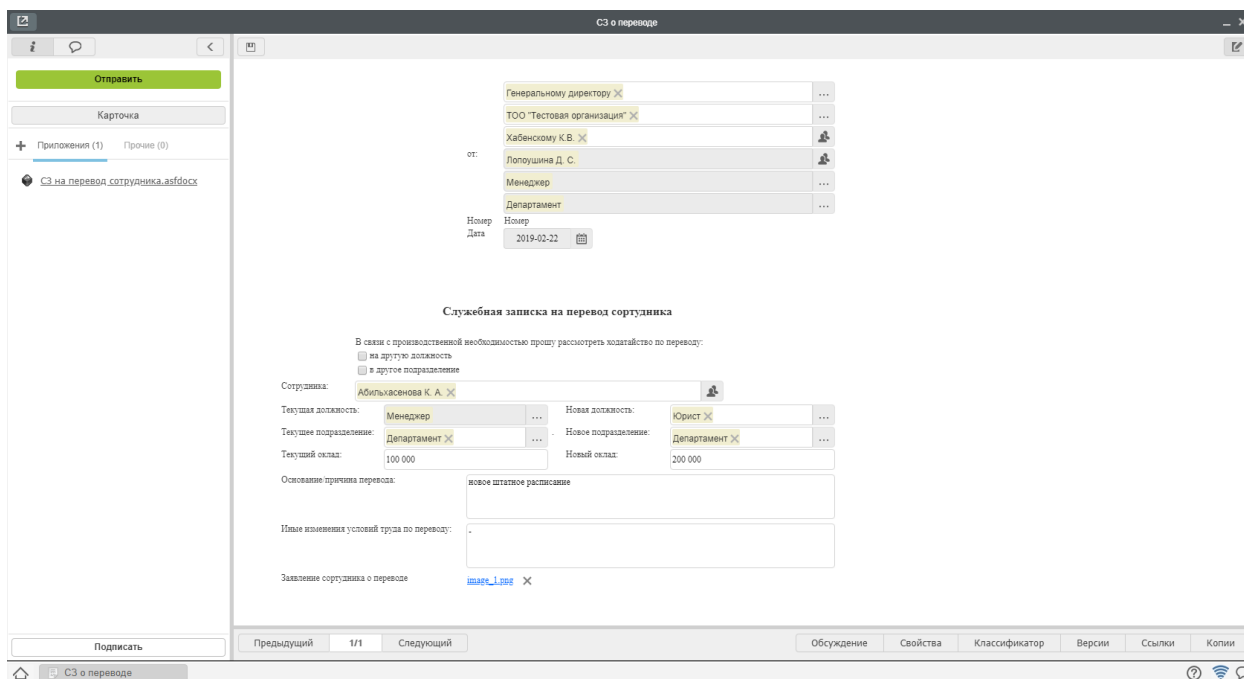 СЗ о переводе
Отправить
Карточка
Приложения (1) Прочие (0)
СЗ на перевод сотрудника.asfdocx
Генеральному директору
ТОО "Тестовая организация"
Хабенскому К.В.
от: Лопоушина Д. С.
Менеджер
Департамент
Номер Номер
Дата 2019-02-22
Служебная записка на перевод сортудника
В связи с производственной необходимостью прошу рассмотреть ходатайство по переводу:
на другую должность
в другое подразделение
Сотрудника: Абильхасенова К. А.
Текущая должность: Менеджер ... Новая должность: Юрист ...
Текущее подразделение: Департамент ... . Новое подразделение: Департамент ...
Текущий оклад: 100 000 Новый оклад: 200 000
Основание/причина перевода: новое штатное расписание
Иные изменения условий труда по переводу: -
Заявление сортудника о переводе image_1.png
Подписать
Предыдущий 1/1 Следующий Обсуждение Свойства Классификатор Версии Ссылки Копии
СЗ о переводе